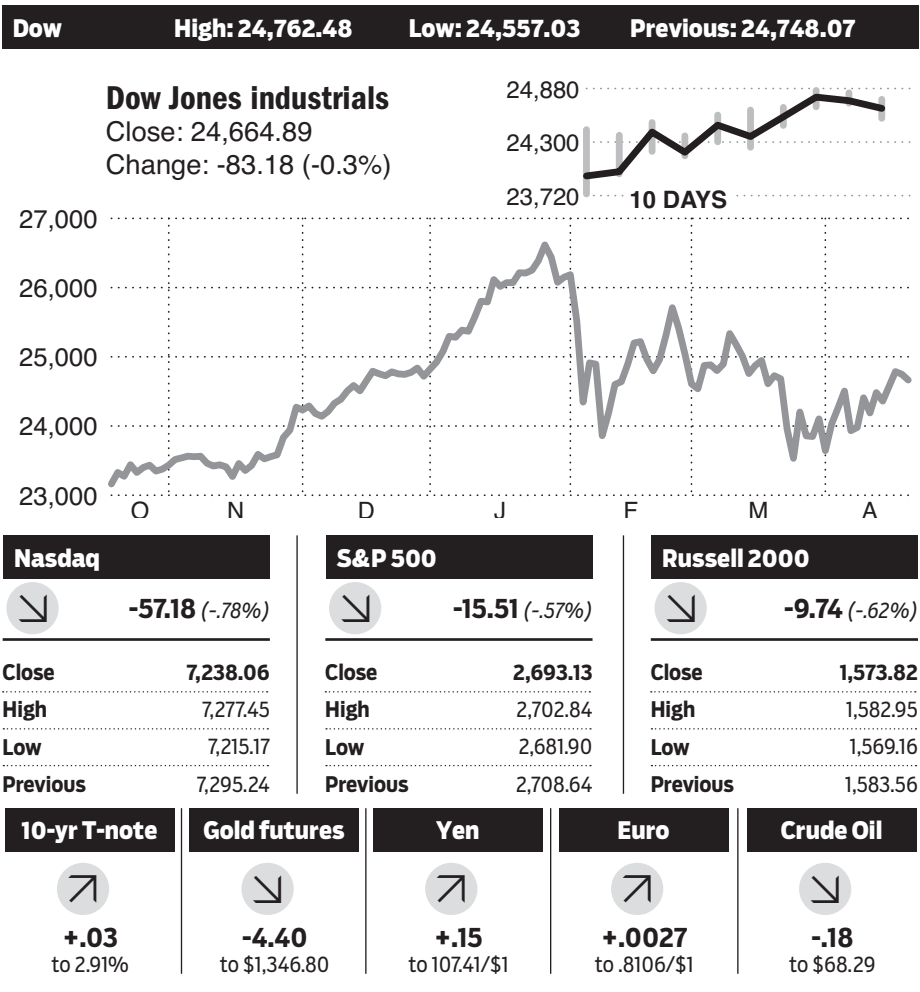 Dow High: 24,762.48 Low: 24,557.03 Previous: 24,748.07
Dow Jones industrials
Close: 24,664.89
Change: -83.18 (-0.3%)
24,880
24,300
23,720
10 DAYS
27,000
26,000
25,000
24,000
23,000
O N D J F M A
Nasdaq
-57.18 (-.78%)
Close 7,238.06
High 7,277.45
Low 7,215.17
Previous 7,295.24
S&P 500
-15.51 (-.57%)
Close 2,693.13
High 2,702.84
Low 2,681.90
Previous 2,708.64
Russell 2000
-9.74 (-.62%)
Close 1,573.82
High 1,582.95
Low 1,569.16
Previous 1,583.56
10-yr T-note
+.03
to 2.91%
Gold futures
-4.40
to $1,346.80
Yen
+.15
to 107.41/$1
Euro
+.0027
to .8106/$1
Crude Oil
-.18
to $68.29